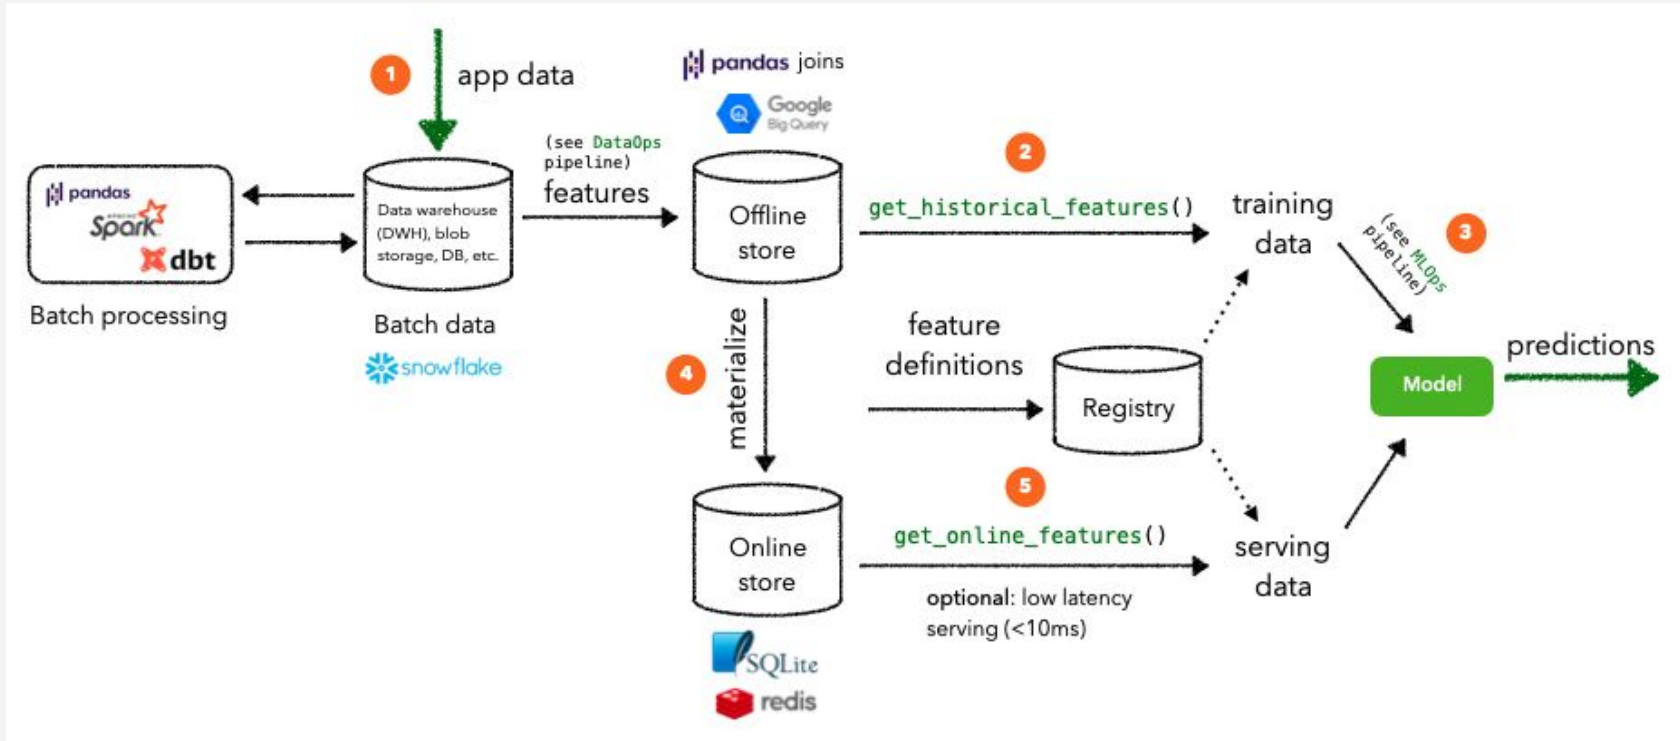 1
app data
pandas joins
Google
Big Query
(see DataOps
pipeline)
features
2
pandas
APACHE
Spark
dbt
Batch processing
Data warehouse
(DWH), blob
storage, DB, etc.
Batch data
snowflake
Offline
store
get_historical_features()
training
data
3
(see MLOps
pipeline)
4
materialize
feature
definitions
Registry
Model
predictions
5
Online
store
get_online_features()
optional: low latency
serving (<10ms)
serving
data
SQLite
redis